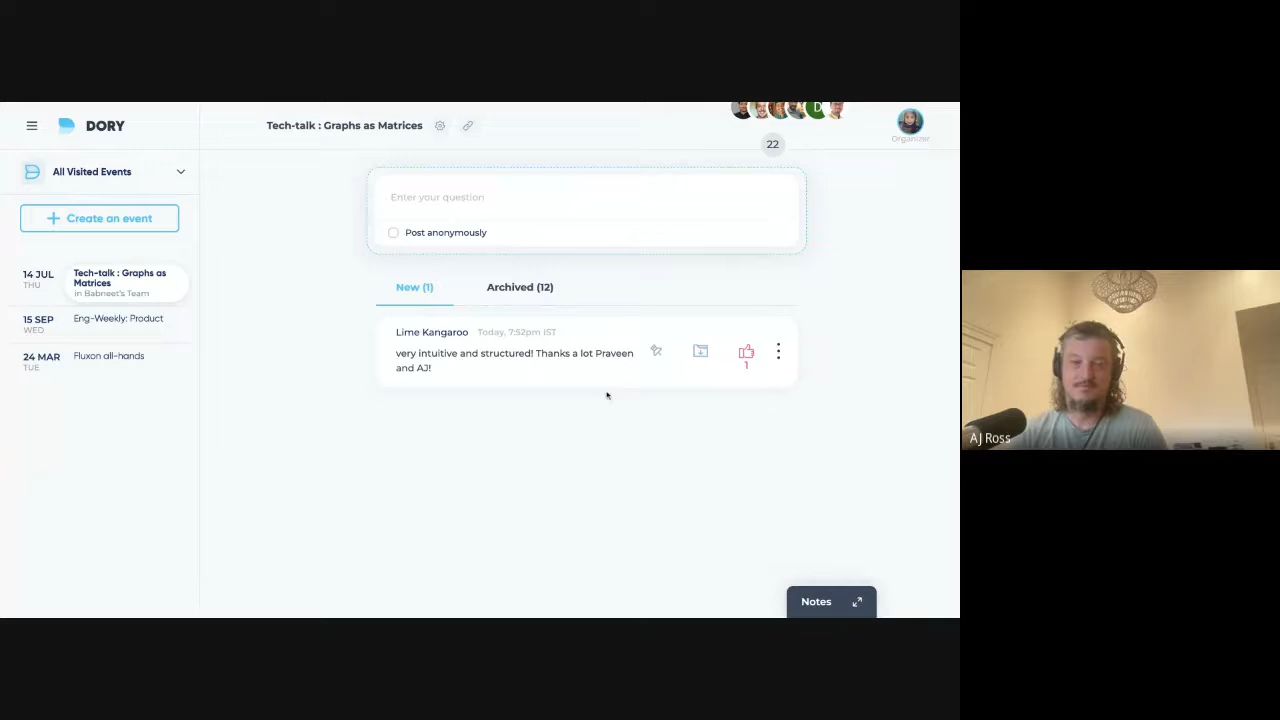 DORY
Tech-talk : Graphs as Matrices
D
Organizer
22
All Visited Events
Create an event
14 JUL
THU
Tech-talk : Graphs as
Matrices
in Babneet's Team
15 SEP
WED
Eng-Weekly: Product
24 MAR
TUE
Fluxon all-hands
Enter your question
Post anonymously
New (1)
Archived (12)
Lime Kangaroo Today, 7:52pm IST
very intuitive and structured! Thanks a lot Praveen
and AJ!
1
Notes
AJ Ross